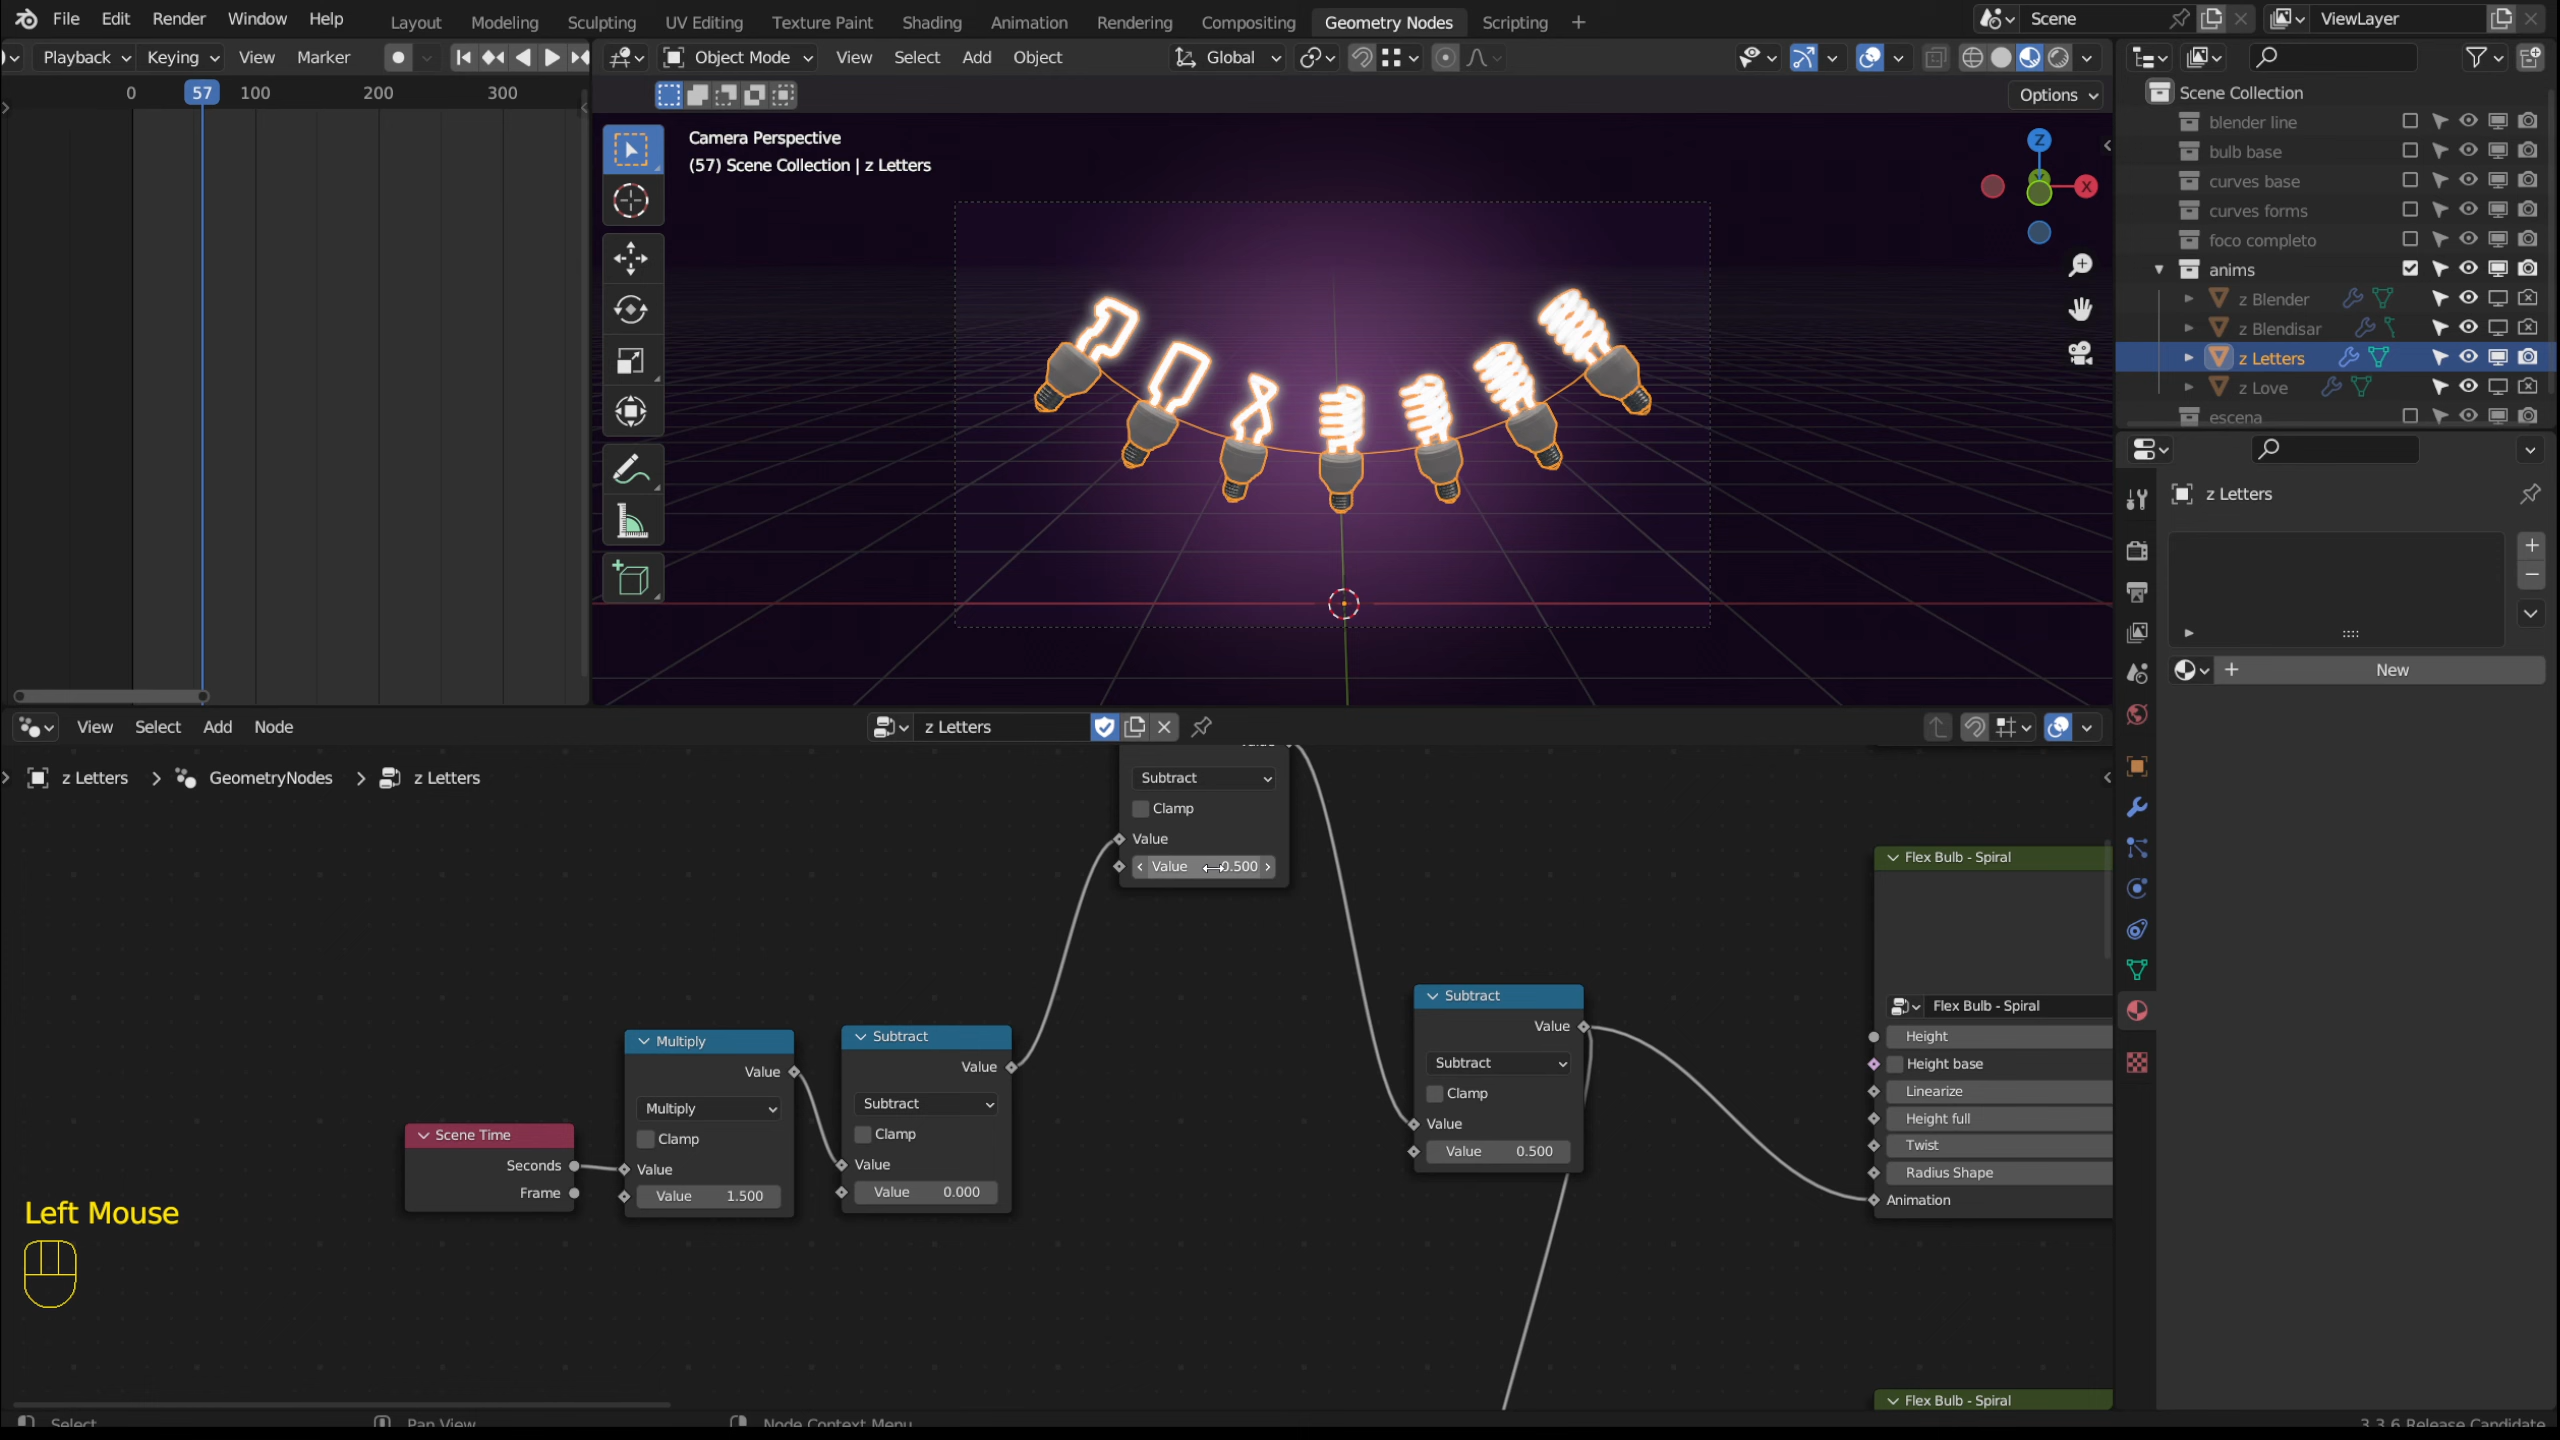 File Edit Render Window Help Layout Modeling Sculpting UV Editing Texture Paint Shading Animation Rendering Compositing Geometry Nodes Scripting + Scene ViewLayer
Playback Keying View Marker Object Mode View Select Add Object Global
0 57 100 200 300
Options
Camera Perspective
(57) Scene Collection | z Letters
Z
X
Scene Collection
blender line
bulb base
curves base
curves forms
foco completo
anims
z Blender
z Blendisar
z Letters
z Love
escena
z Letters
New
View Select Add Node z Letters
z Letters GeometryNodes z Letters
Subtract
Clamp
Value
Value 0.500
Scene Time
Seconds
Frame
Multiply
Value
Multiply
Clamp
Value
Value 1.500
Subtract
Value
Subtract
Clamp
Value
Value 0.000
Subtract
Value
Subtract
Clamp
Value
Value 0.500
Flex Bulb - Spiral
Flex Bulb - Spiral
Height
Height base
Linearize
Height full
Twist
Radius Shape
Animation
Flex Bulb - Spiral
Left Mouse
Select Pan View Node Context Menu 3.3.6 Release Candidate